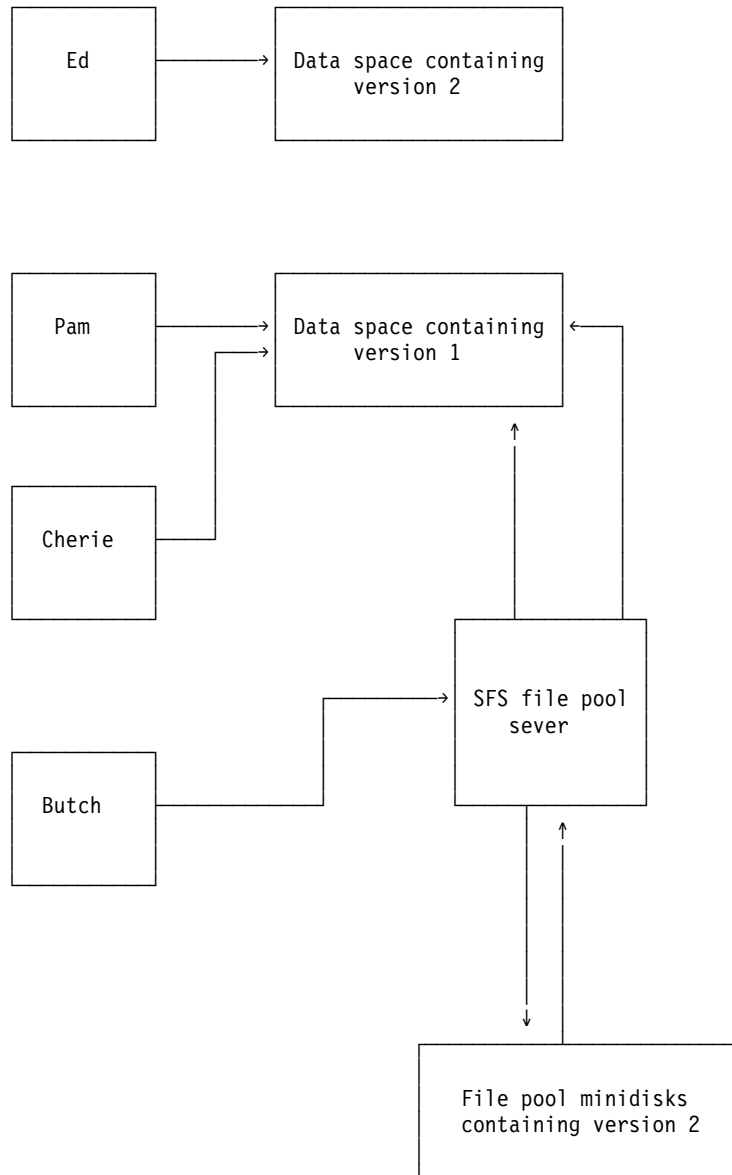 Ed
Data space containing
version 2
Pam
Data space containing
version 1
Cherie
SFS file pool
sever
Butch
File pool minidisks
containing version 2